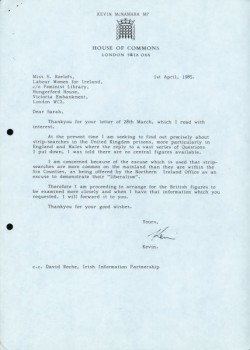 KEVIN McNAMARA MP
HOUSE OF COMMONS
LONDON SW1A 0AA
Miss S. Roelofs, 1st April, 1985.
Labour Women for Ireland,
c/o Feminist Library,
Hungerford House,
Victoria Embankment,
London WC2.
Dear Sarah,
Thankyou for your letter of 28th March, which I read with
interest.
At the present time I am seeking to find out precisely about
strip-searches in the United Kingdom prisons, more particularly in
England and Wales where the reply to a vast series of Questions
I put down, I was told there are no central figures available.
I am concerned because of the excuse which is used that strip-
searches are more common on the mainland than they are within the
Six Counties, as being offered by the Northern Ireland Office as an
excuse to demonstrate their "liberalism".
Therefore I am proceeding to arrange for the British figures to
be examined more closely and when I have that information which you
requested, I will forward it to you.
Thankyou for your good wishes.
Yours,
Kevin
Kevin.
c.c. David Roche, Irish Information Partnership